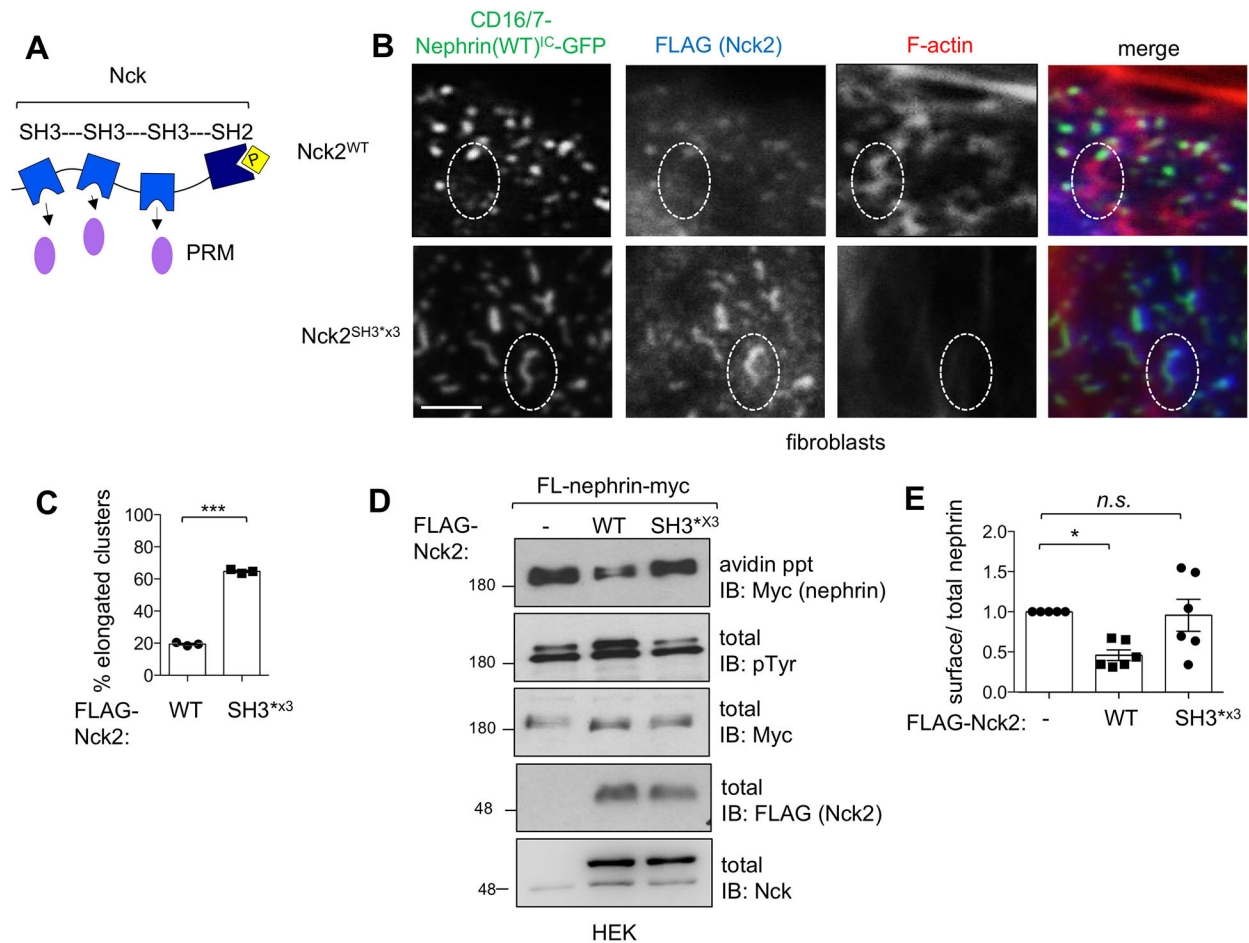 A
Nck
SH3---SH3---SH3---SH2
P
PRM
B
CD16/7-
Nephrin(WT)ᴵᶜ-GFP
FLAG (Nck2)
F-actin
merge
Nck2ᵂᵀ
Nck2ˢᴴ³*ˣ³
fibroblasts
C
% elongated clusters
100
80
60
40
20
0
***
FLAG-
Nck2:
WT
SH3*ˣ³
D
FL-nephrin-myc
FLAG-
Nck2:
- WT SH3*ˣ³
180
avidin ppt
IB: Myc (nephrin)
180
total
IB: pTyr
180
total
IB: Myc
48
total
IB: FLAG (Nck2)
48
total
IB: Nck
HEK
E
surface/ total nephrin
2.0
1.5
1.0
0.5
0.0
n.s.
*
FLAG-Nck2: - WT SH3*ˣ³